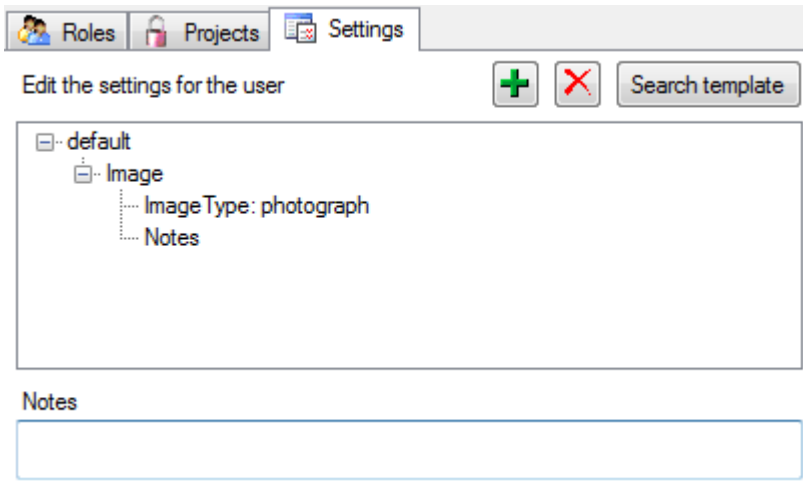 Roles Projects Settings
Edit the settings for the user Search template
default
Image
ImageType: photograph
Notes
Notes